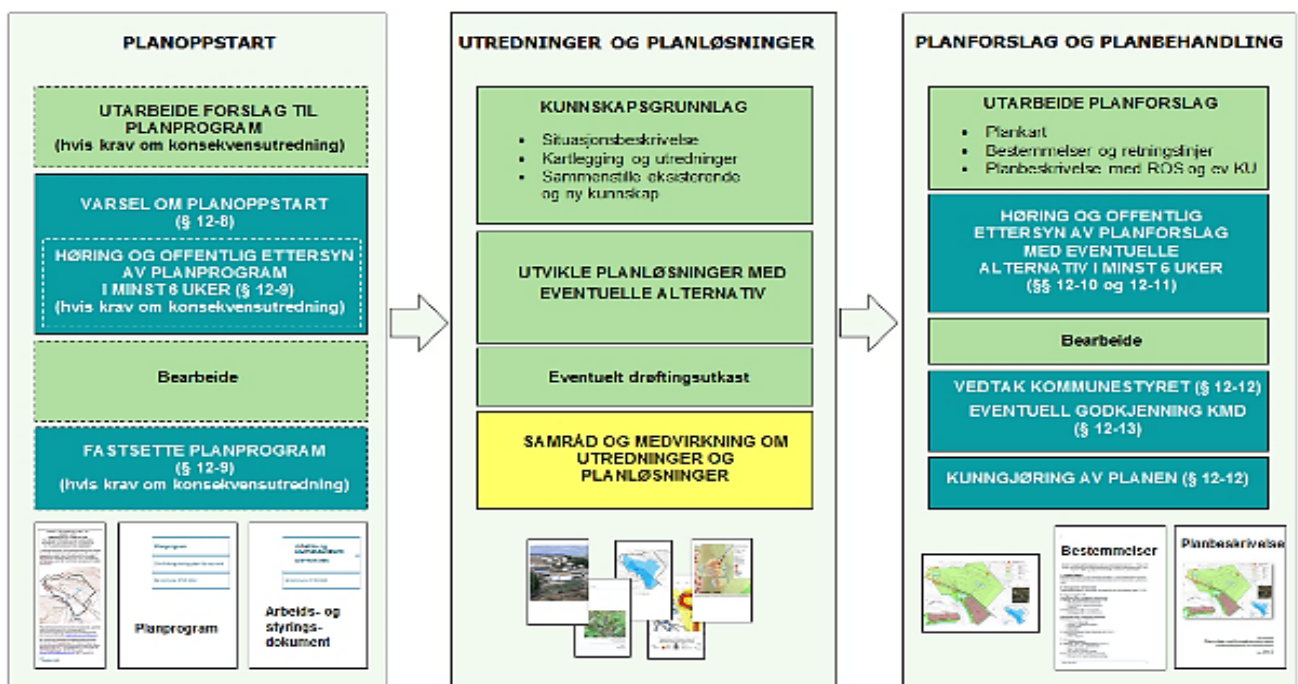 PLANOPPSTART
UTARBEIDE FORSLAG TIL
PLANPROGRAM
(hvis krav om konsekvensutredning)
VARSEL OM PLANOPPSTART
(§ 12-8)
HØRING OG OFFENTLIG ETTERSYN
AV PLANPROGRAM
I MINST 6 UKER (§ 12-9)
(hvis krav om konsekvensutredning)
Bearbeide
FASTSETTE PLANPROGRAM
(§ 12-9)
(hvis krav om konsekvensutredning)
Planprogram
Arbeids- og
styrings-
dokument
UTREDNINGER OG PLANLØSNINGER
KUNNSKAPSGRUNNLAG
• Situasjonsbeskrivelse
• Kartlegging og utredninger
• Sammenstille eksisterende
og ny kunnskap
UTVIKLE PLANLØSNINGER MED
EVENTUELLE ALTERNATIV
Eventuelt drøftingsutkast
SAMRÅD OG MEDVIRKNING OM
UTREDNINGER OG
PLANLØSNINGER
PLANFORSLAG OG PLANBEHANDLING
UTARBEIDE PLANFORSLAG
• Plankart
• Bestemmelser og retningslinjer
• Planbeskrivelse med ROS og ev KU
HØRING OG OFFENTLIG
ETTERSYN AV PLANFORSLAG
MED EVENTUELLE
ALTERNATIV I MINST 6 UKER
(§§ 12-10 og 12-11)
Bearbeide
VEDTAK KOMMUNESTYRET (§ 12-12)
EVENTUELL GODKJENNING KMD
(§ 12-13)
KUNNGJØRING AV PLANEN (§ 12-12)
Bestemmelser
Planbeskrivelse